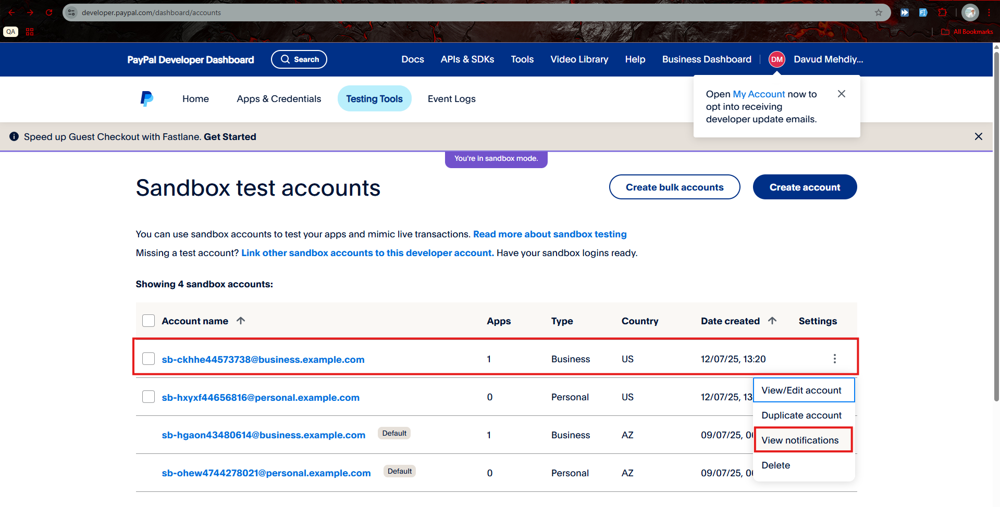 developer.paypal.com/dashboard/accounts
QA
All Bookmarks
PayPal Developer Dashboard
Search
Docs
APIs & SDKs
Tools
Video Library
Help
Business Dashboard
DM
Davud Mehdiy...
Home
Apps & Credentials
Testing Tools
Event Logs
Open My Account now to
opt into receiving
developer update emails.
Speed up Guest Checkout with Fastlane. Get Started
You're in sandbox mode.
Sandbox test accounts
Create bulk accounts
Create account
You can use sandbox accounts to test your apps and mimic live transactions. Read more about sandbox testing
Missing a test account? Link other sandbox accounts to this developer account. Have your sandbox logins ready.
Showing 4 sandbox accounts:
Account name Apps Type Country Date created Settings
sb-ckhhe44573738@business.example.com 1 Business US 12/07/25, 13:20
sb-hxyxf44656816@personal.example.com 0 Personal US 12/07/25, 13
sb-hgaon43480614@business.example.com Default 1 Business AZ 09/07/25, 0
sb-ohew4744278021@personal.example.com Default 0 Personal AZ 09/07/25, 0
View/Edit account
Duplicate account
View notifications
Delete